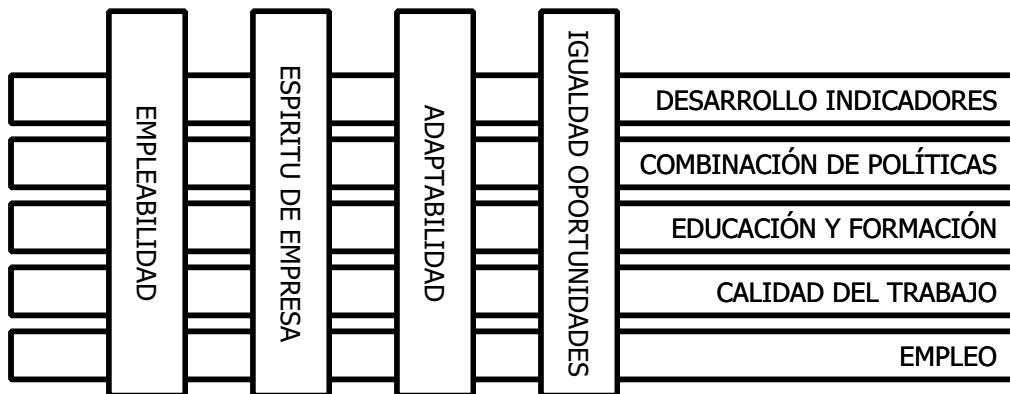 EMPLEABILIDAD
ESPIRITU DE EMPRESA
ADAPTABILIDAD
IGUALDAD OPORTUNIDADES
DESARROLLO INDICADORES
COMBINACIÓN DE POLÍTICAS
EDUCACIÓN Y FORMACIÓN
CALIDAD DEL TRABAJO
EMPLEO